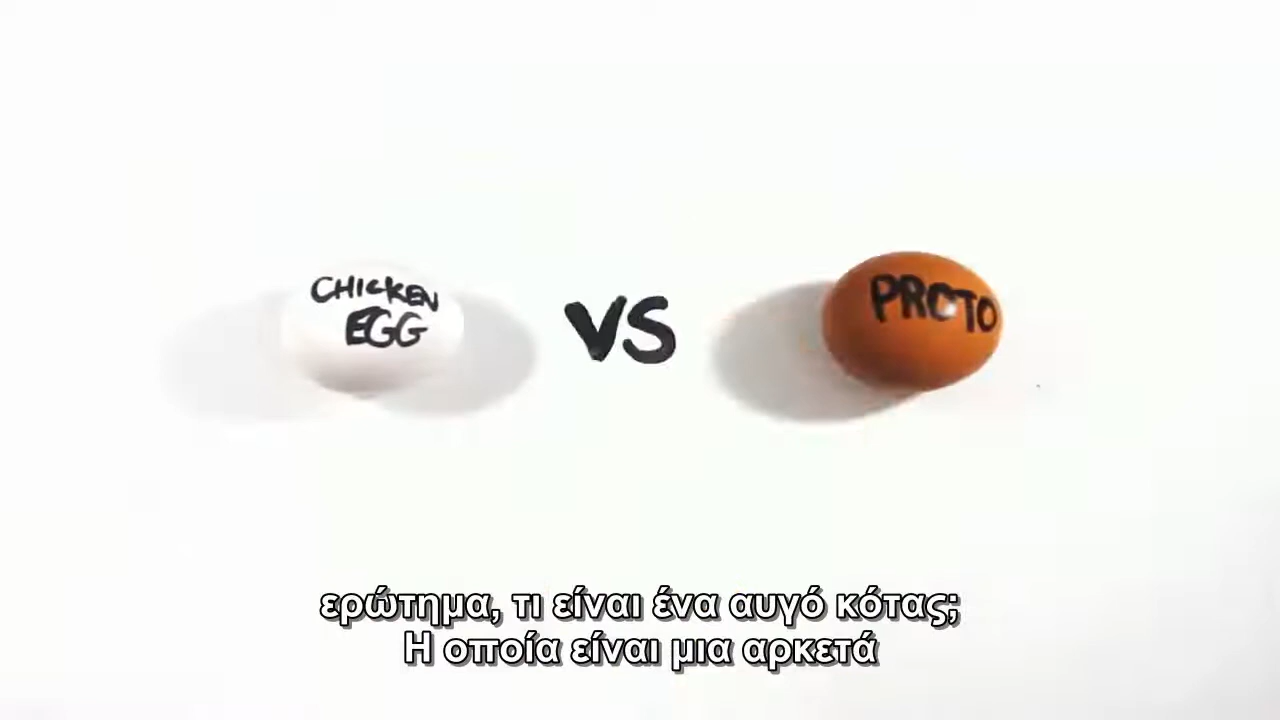 CHICKEN
EGG
VS
PROTO
ερώτημα, τι είναι ένα αυγό κότας;
Η οποία είναι μια αρκετά